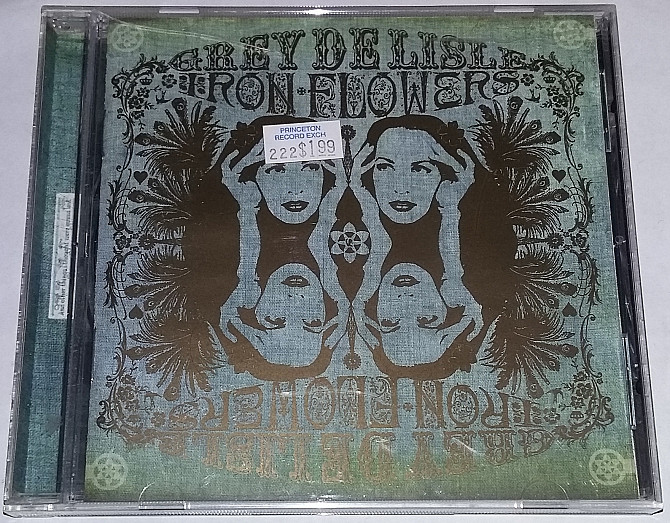 GREY DE LISLE
IRON FLOWERS
PRINCETON
RECORD EXCH
222$1.99
IRON FLOWERS
GREY DE LISLE